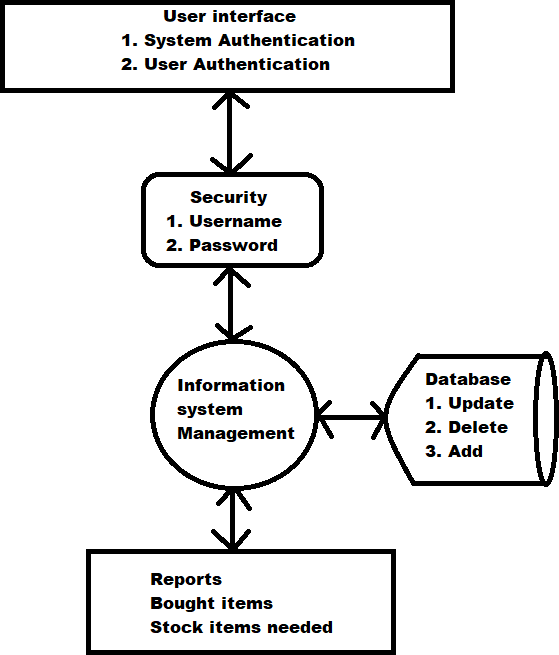 User interface
1. System Authentication
2. User Authentication
Security
1. Username
2. Password
Information
system
Management
Database
1. Update
2. Delete
3. Add
Reports
Bought items
Stock items needed